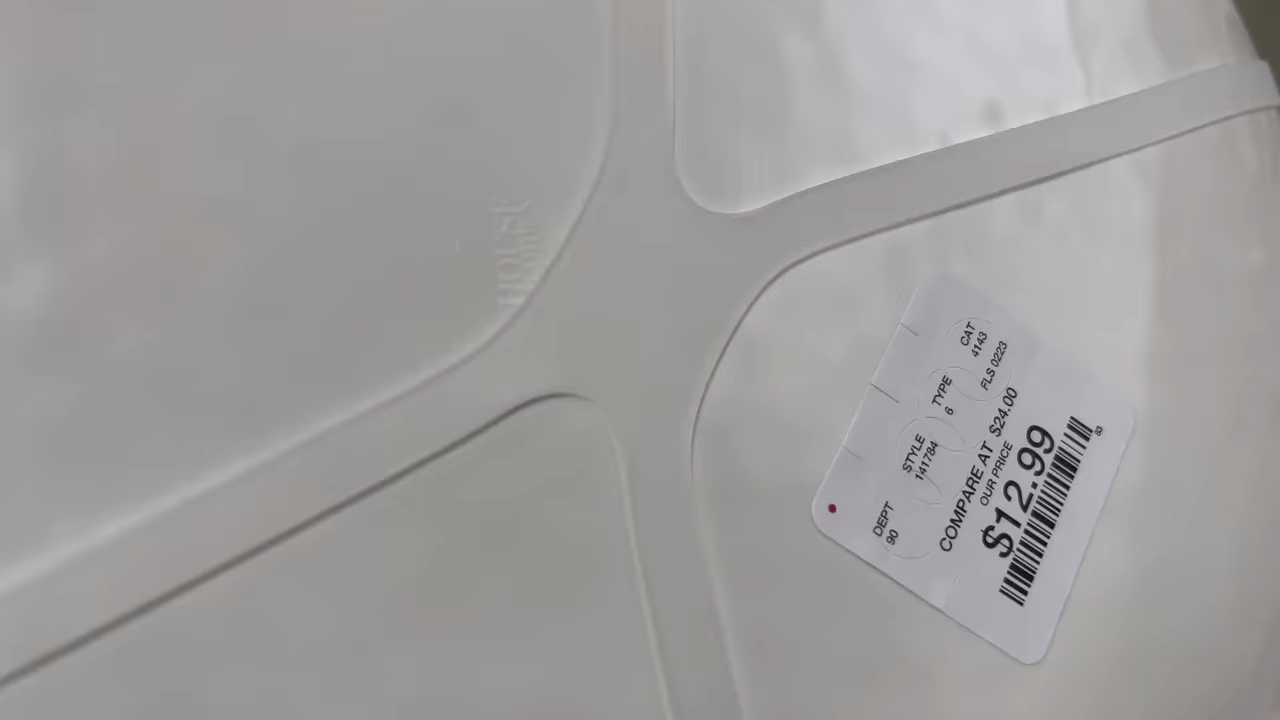 HOUSE
DEPT
90
STYLE
141784
TYPE
6
CAT
4143
FLS 0223
COMPARE AT $24.00
OUR PRICE
$12.99
83